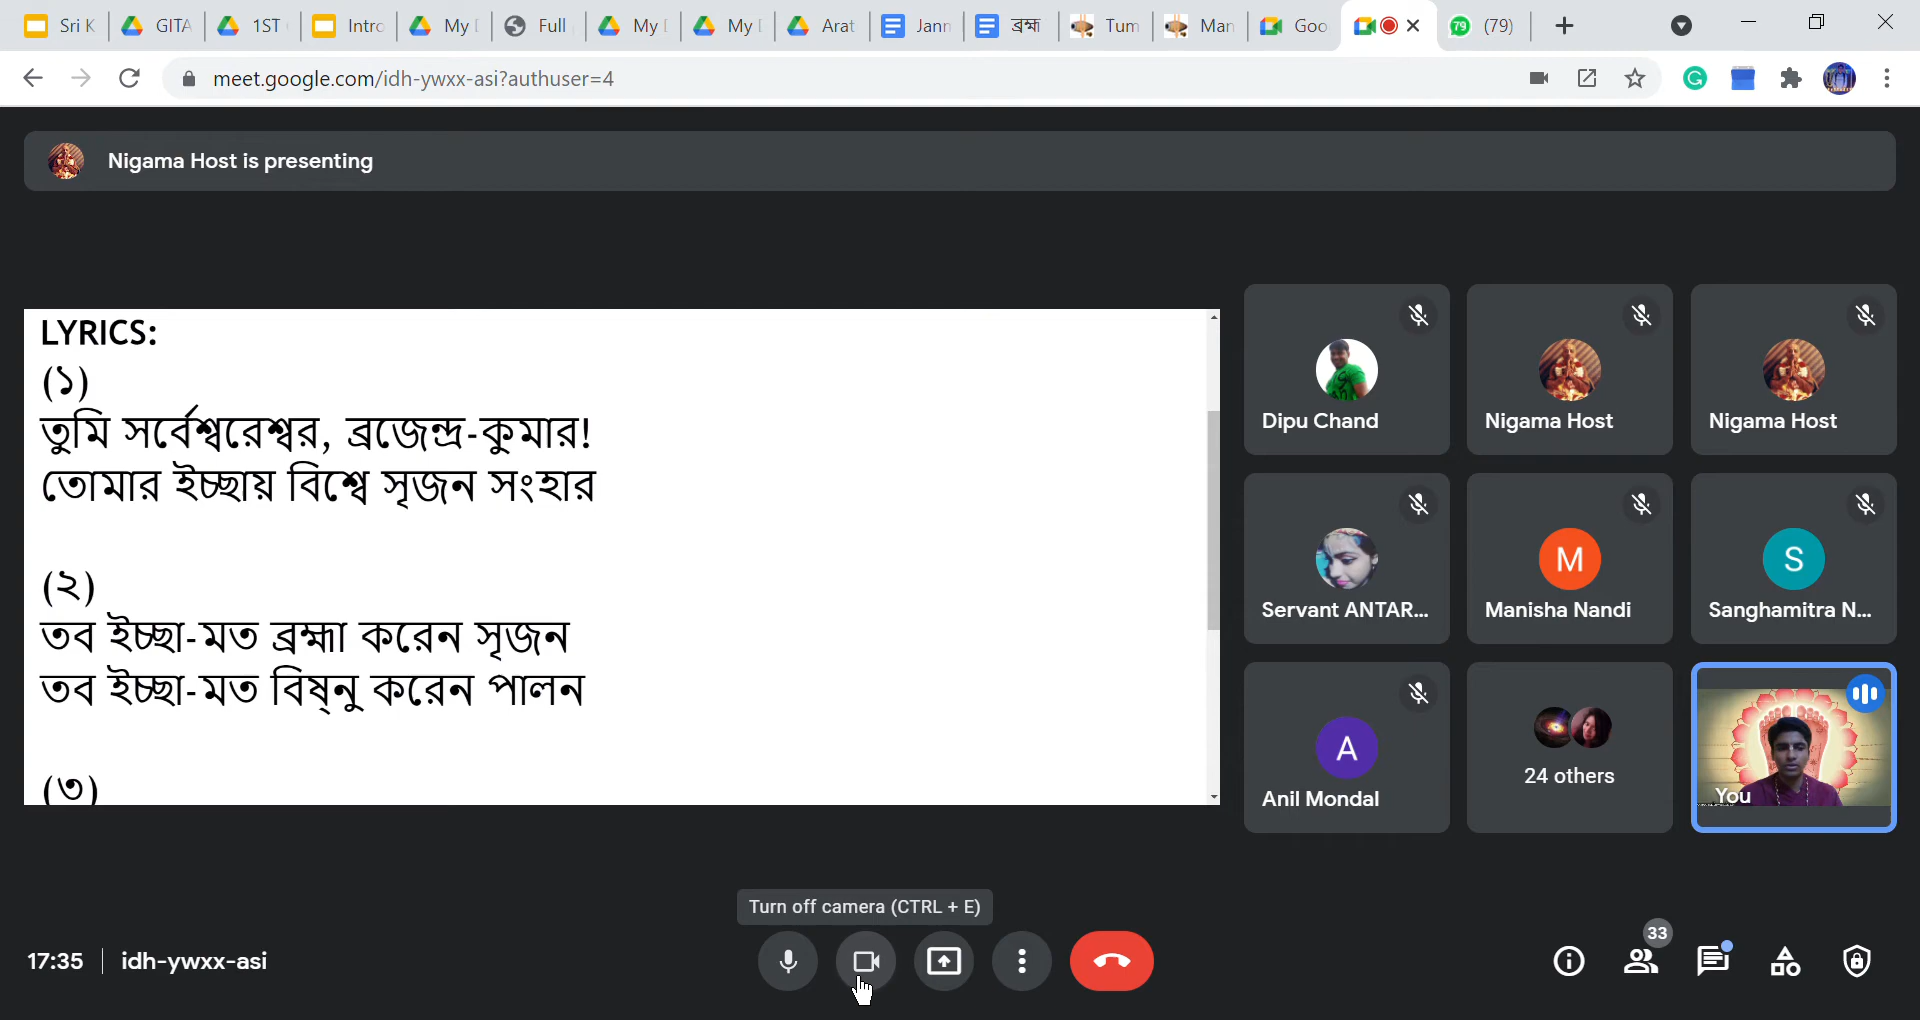 Sri K
GITA
1ST
Intro
My
Full
My
My
Arat
Jann
ব্রহ্ম
Tum
Man
Goo
79
(79)
meet.google.com/idh-ywxx-asi?authuser=4
Nigama Host is presenting
LYRICS:
(১)
তুমি সর্বেশ্বরেশ্বর, ব্রজেন্দ্র-কুমার!
তোমার ইচ্ছায় বিশ্বে সৃজন সংহার
(২)
তব ইচ্ছা-মত ব্রহ্মা করেন সৃজন
তব ইচ্ছা-মত বিষ্নু করেন পালন
(৩)
Dipu Chand
Nigama Host
Nigama Host
Servant ANTAR...
M
Manisha Nandi
S
Sanghamitra N...
A
Anil Mondal
24 others
You
Turn off camera (CTRL + E)
17:35
idh-ywxx-asi
33